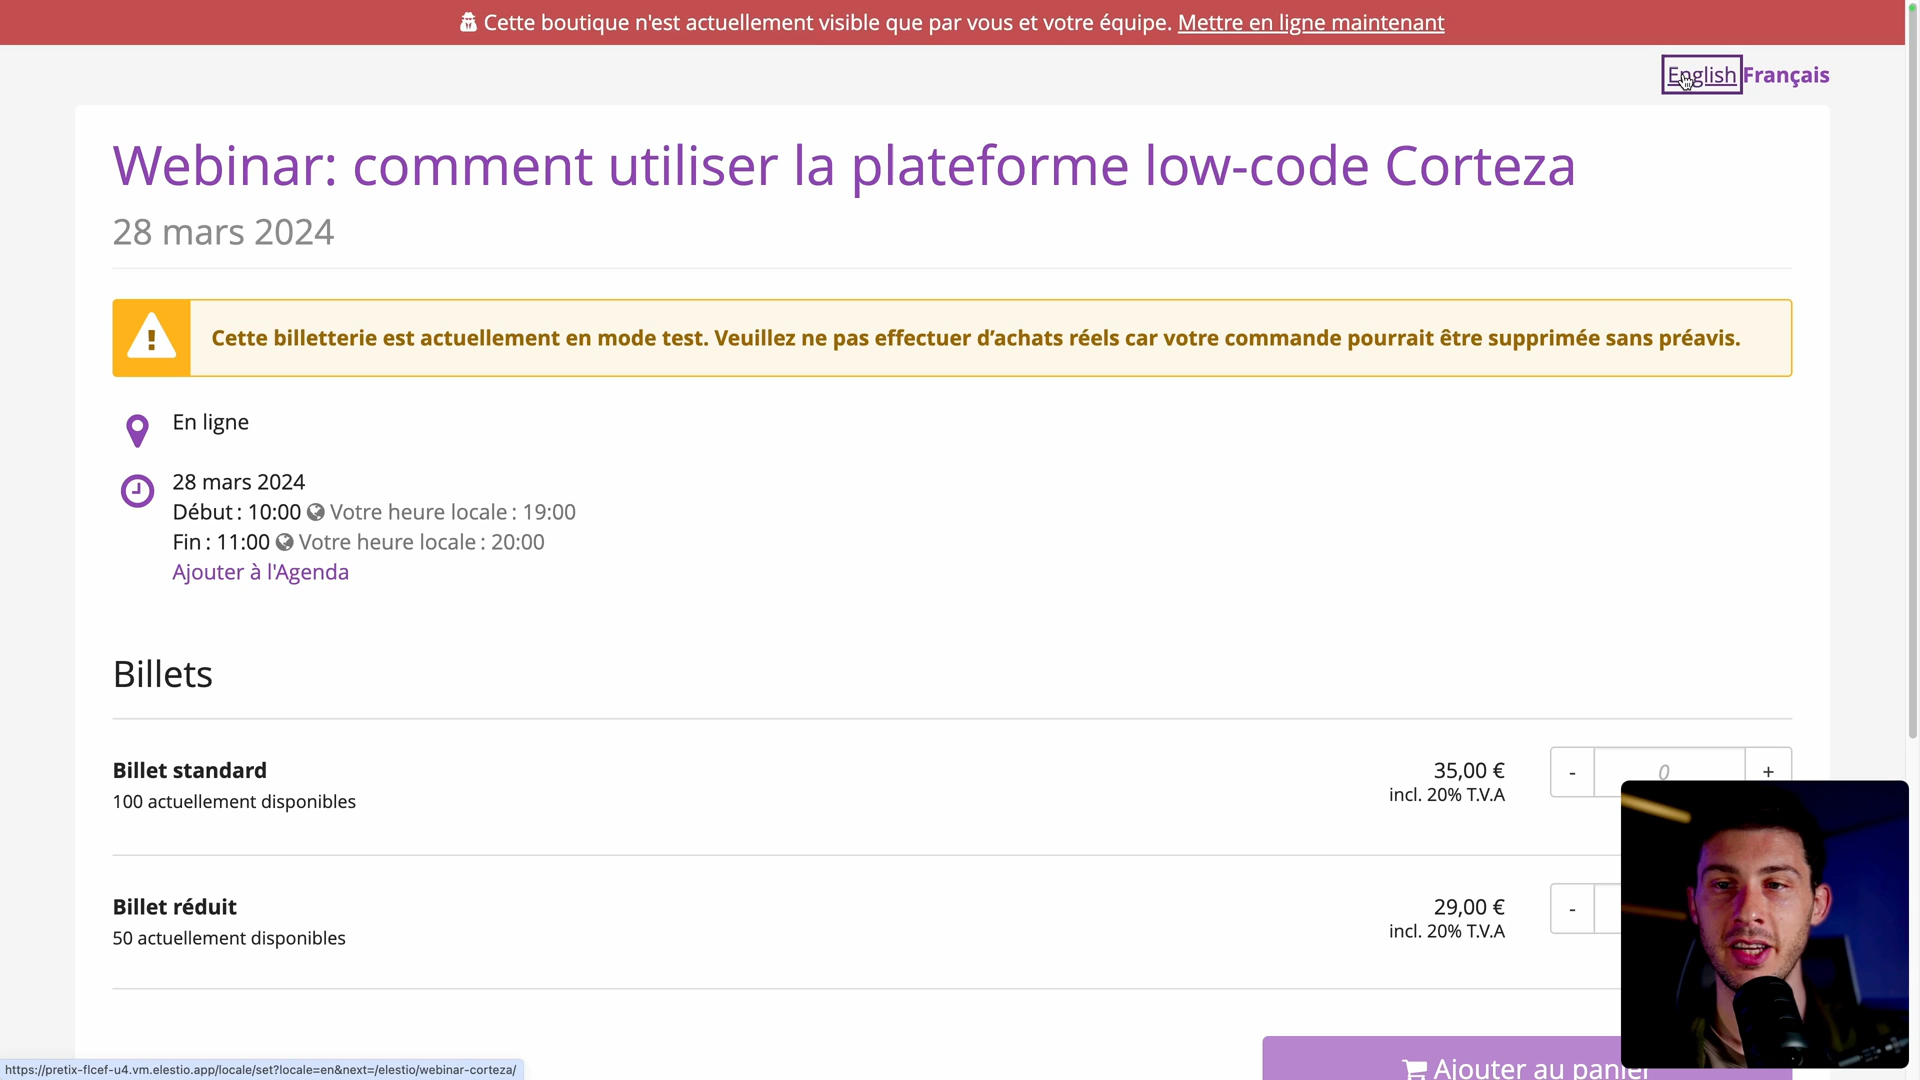 Cette boutique n'est actuellement visible que par vous et votre équipe. Mettre en ligne maintenant
English Français
Webinar: comment utiliser la plateforme low-code Corteza
28 mars 2024
Cette billetterie est actuellement en mode test. Veuillez ne pas effectuer d’achats réels car votre commande pourrait être supprimée sans préavis.
En ligne
28 mars 2024
Début : 10:00 Votre heure locale : 19:00
Fin : 11:00 Votre heure locale : 20:00
Ajouter à l'Agenda
Billets
Billet standard
100 actuellement disponibles
35,00 €
incl. 20% T.V.A
- 0 +
Billet réduit
50 actuellement disponibles
29,00 €
incl. 20% T.V.A
-
Ajouter au panier
https://pretix-flcef-u4.vm.elestio.app/locale/set?locale=en&next=/elestio/webinar-corteza/